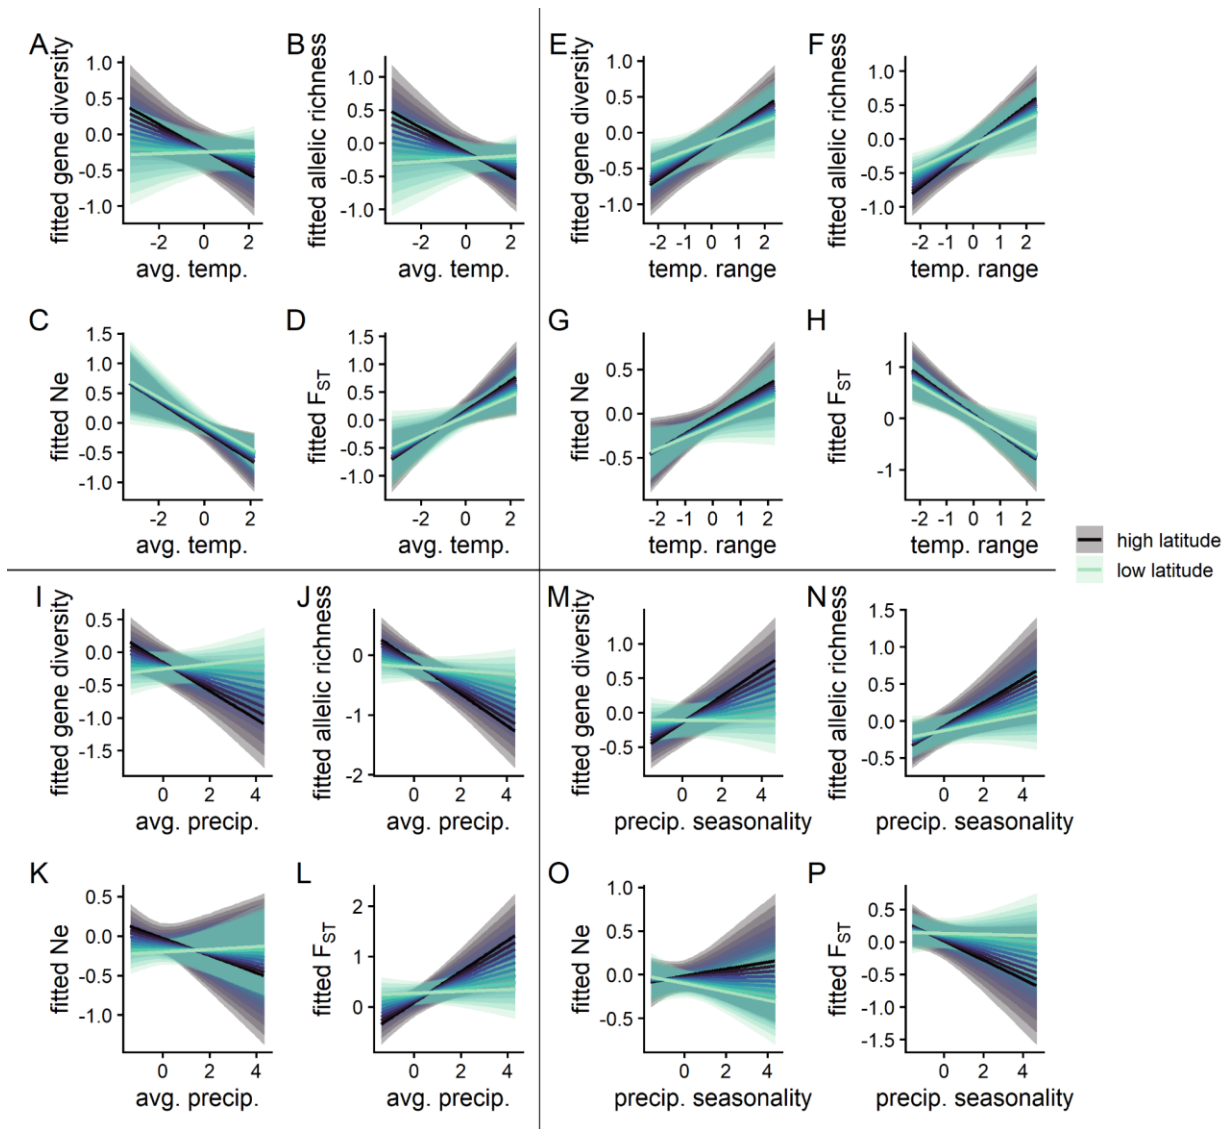 A
fitted gene diversity
1.0
0.5
0.0
-0.5
-1.0
-2
0
2
avg. temp.
B
fitted allelic richness
1.0
0.5
0.0
-0.5
-1.0
-2
0
2
avg. temp.
E
fitted gene diversity
1.0
0.5
0.0
-0.5
-1.0
-2 -1 0 1 2
temp. range
F
fitted allelic richness
1.0
0.5
0.0
-0.5
-1.0
-2 -1 0 1 2
temp. range
C
fitted Ne
1.5
1.0
0.5
0.0
-0.5
-1.0
-2
0
2
avg. temp.
D
fitted FST
1.5
1.0
0.5
0.0
-0.5
-1.0
-2
0
2
avg. temp.
G
fitted Ne
0.5
0.0
-0.5
-2 -1 0 1 2
temp. range
H
fitted FST
1
0
-1
-2 -1 0 1 2
temp. range
high latitude
low latitude
I
fitted gene diversity
0.5
0.0
-0.5
-1.0
-1.5
0 2 4
avg. precip.
J
fitted allelic richness
0
-1
-2
0 2 4
avg. precip.
M
fitted gene diversity
1.0
0.5
0.0
-0.5
0 2 4
precip. seasonality
N
fitted allelic richness
1.5
1.0
0.5
0.0
-0.5
0 2 4
precip. seasonality
K
fitted Ne
0.5
0.0
-0.5
-1.0
0 2 4
avg. precip.
L
fitted FST
2
1
0
0 2 4
avg. precip.
O
fitted Ne
1.0
0.5
0.0
-0.5
0 2 4
precip. seasonality
P
fitted FST
0.5
0.0
-0.5
-1.0
-1.5
0 2 4
precip. seasonality